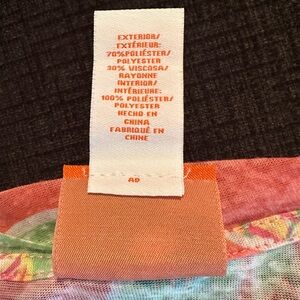 EXTERIOR/
EXTÉRIEUR:
70%POLIÉSTER/
POLYESTER
30% VISCOSA/
RAYONNE
INTERIOR/
INTÉRIEURE:
100% POLIÉSTER/
POLYESTER
HECHO EN
CHINA
FABRIQUÉ EN
CHINE
AD